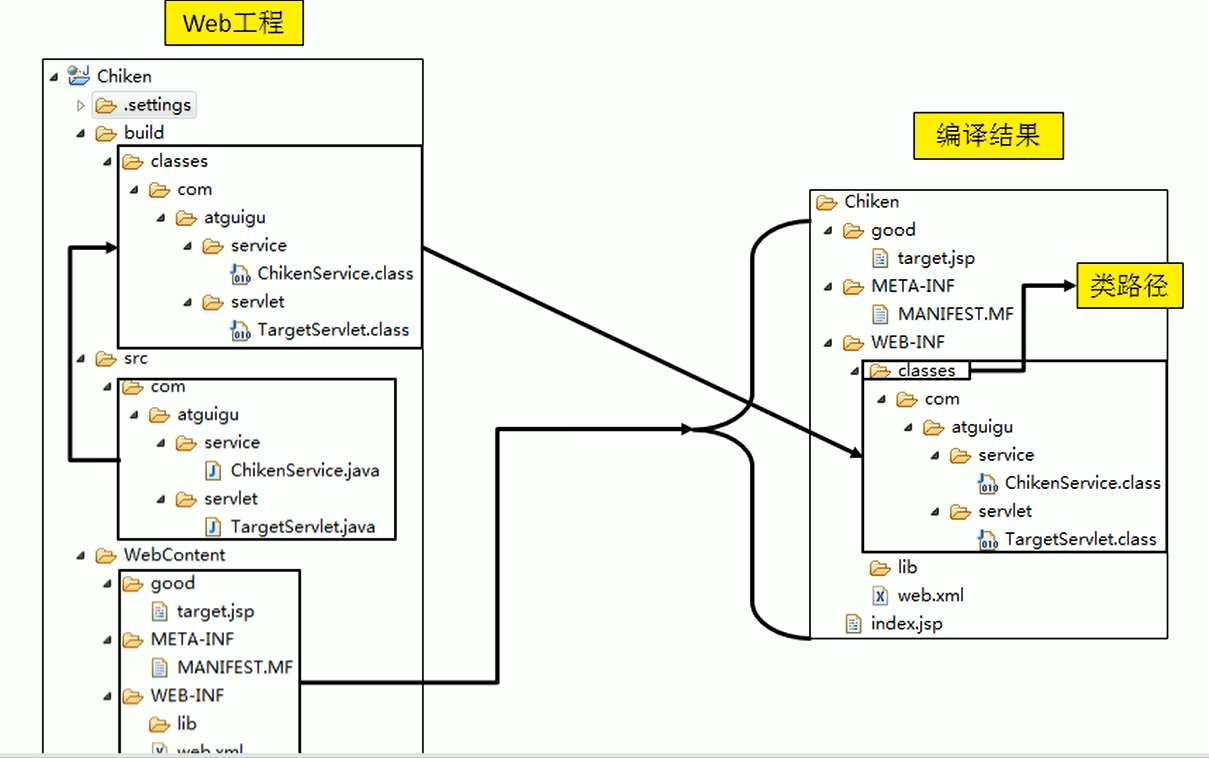 Web工程
Chiken
.settings
build
classes
com
atguigu
service
ChikenService.class
servlet
TargetServlet.class
src
com
atguigu
service
ChikenService.java
servlet
TargetServlet.java
WebContent
good
target.jsp
META-INF
MANIFEST.MF
WEB-INF
lib
web.xml
编译结果
Chiken
good
target.jsp
META-INF
MANIFEST.MF
WEB-INF
classes
com
atguigu
service
ChikenService.class
servlet
TargetServlet.class
lib
web.xml
index.jsp
类路径